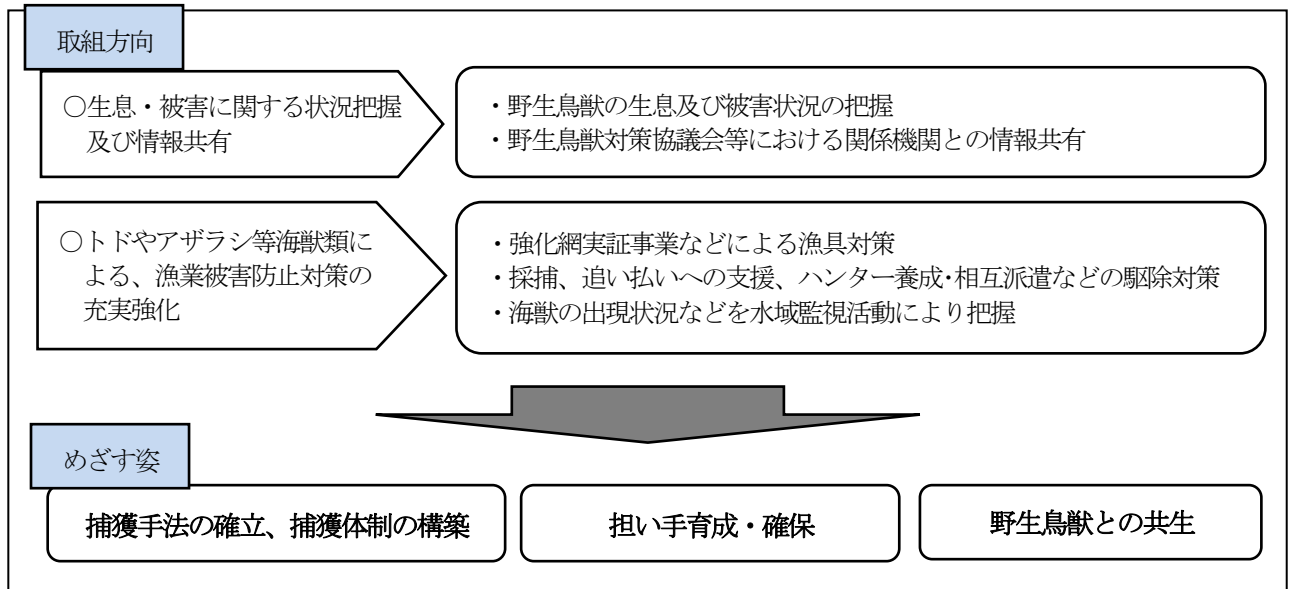 取組方向
○生息・被害に関する状況把握
及び情報共有
・野生鳥獣の生息及び被害状況の把握
・野生鳥獣対策協議会等における関係機関との情報共有
○トドやアザラシ等海獣類に
よる、漁業被害防止対策の
充実強化
・強化網実証事業などによる漁具対策
・採捕、追い払いへの支援、ハンター養成・相互派遣などの駆除対策
・海獣の出現状況などを水域監視活動により把握
めざす姿
捕獲手法の確立、捕獲体制の構築
担い手育成・確保
野生鳥獣との共生